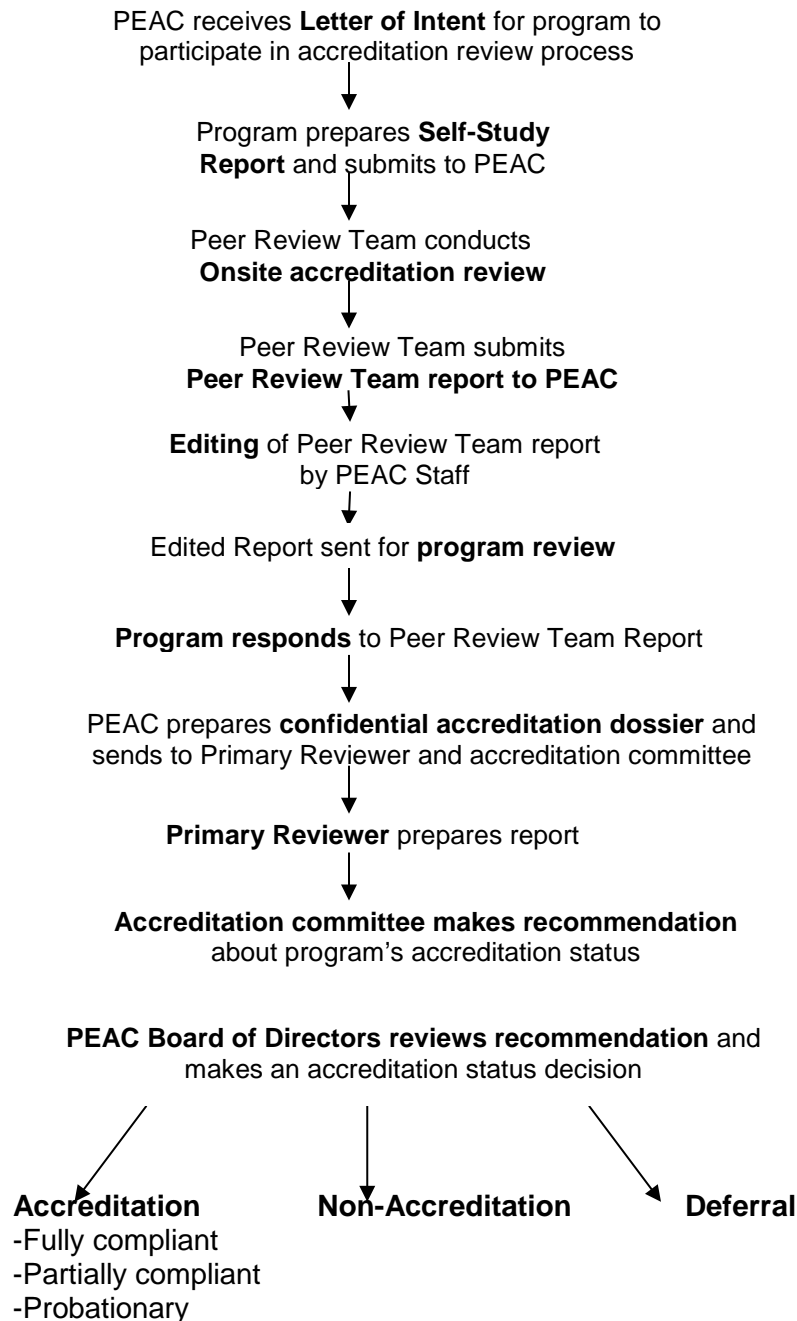 PEAC receives Letter of Intent for program to
participate in accreditation review process
Program prepares Self-Study
Report and submits to PEAC
Peer Review Team conducts
Onsite accreditation review
Peer Review Team submits
Peer Review Team report to PEAC
Editing of Peer Review Team report
by PEAC Staff
Edited Report sent for program review
Program responds to Peer Review Team Report
PEAC prepares confidential accreditation dossier and
sends to Primary Reviewer and accreditation committee
Primary Reviewer prepares report
Accreditation committee makes recommendation
about program's accreditation status
PEAC Board of Directors reviews recommendation and
makes an accreditation status decision
Accreditation
-Fully compliant
-Partially compliant
-Probationary
Non-Accreditation
Deferral